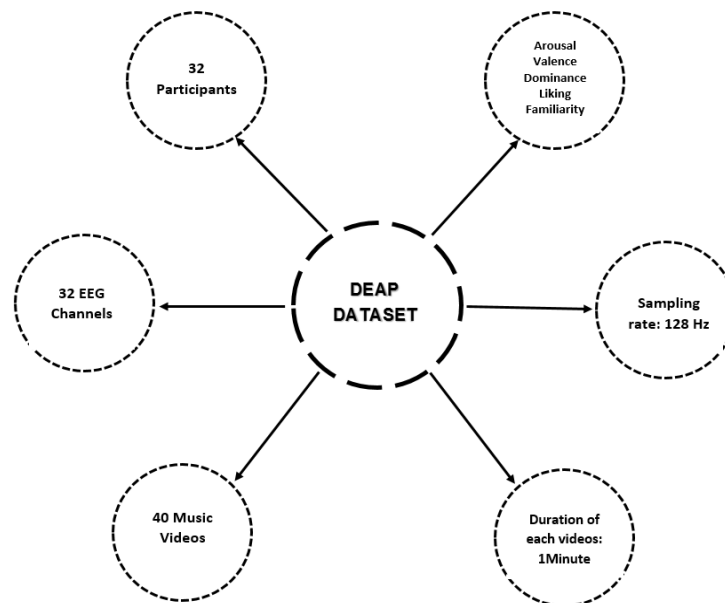 32
Participants
Arousal
Valence
Dominance
Liking
Familiarity
32 EEG
Channels
DEAP
DATASET
Sampling
rate: 128 Hz
40 Music
Videos
Duration of
each videos:
1Minute